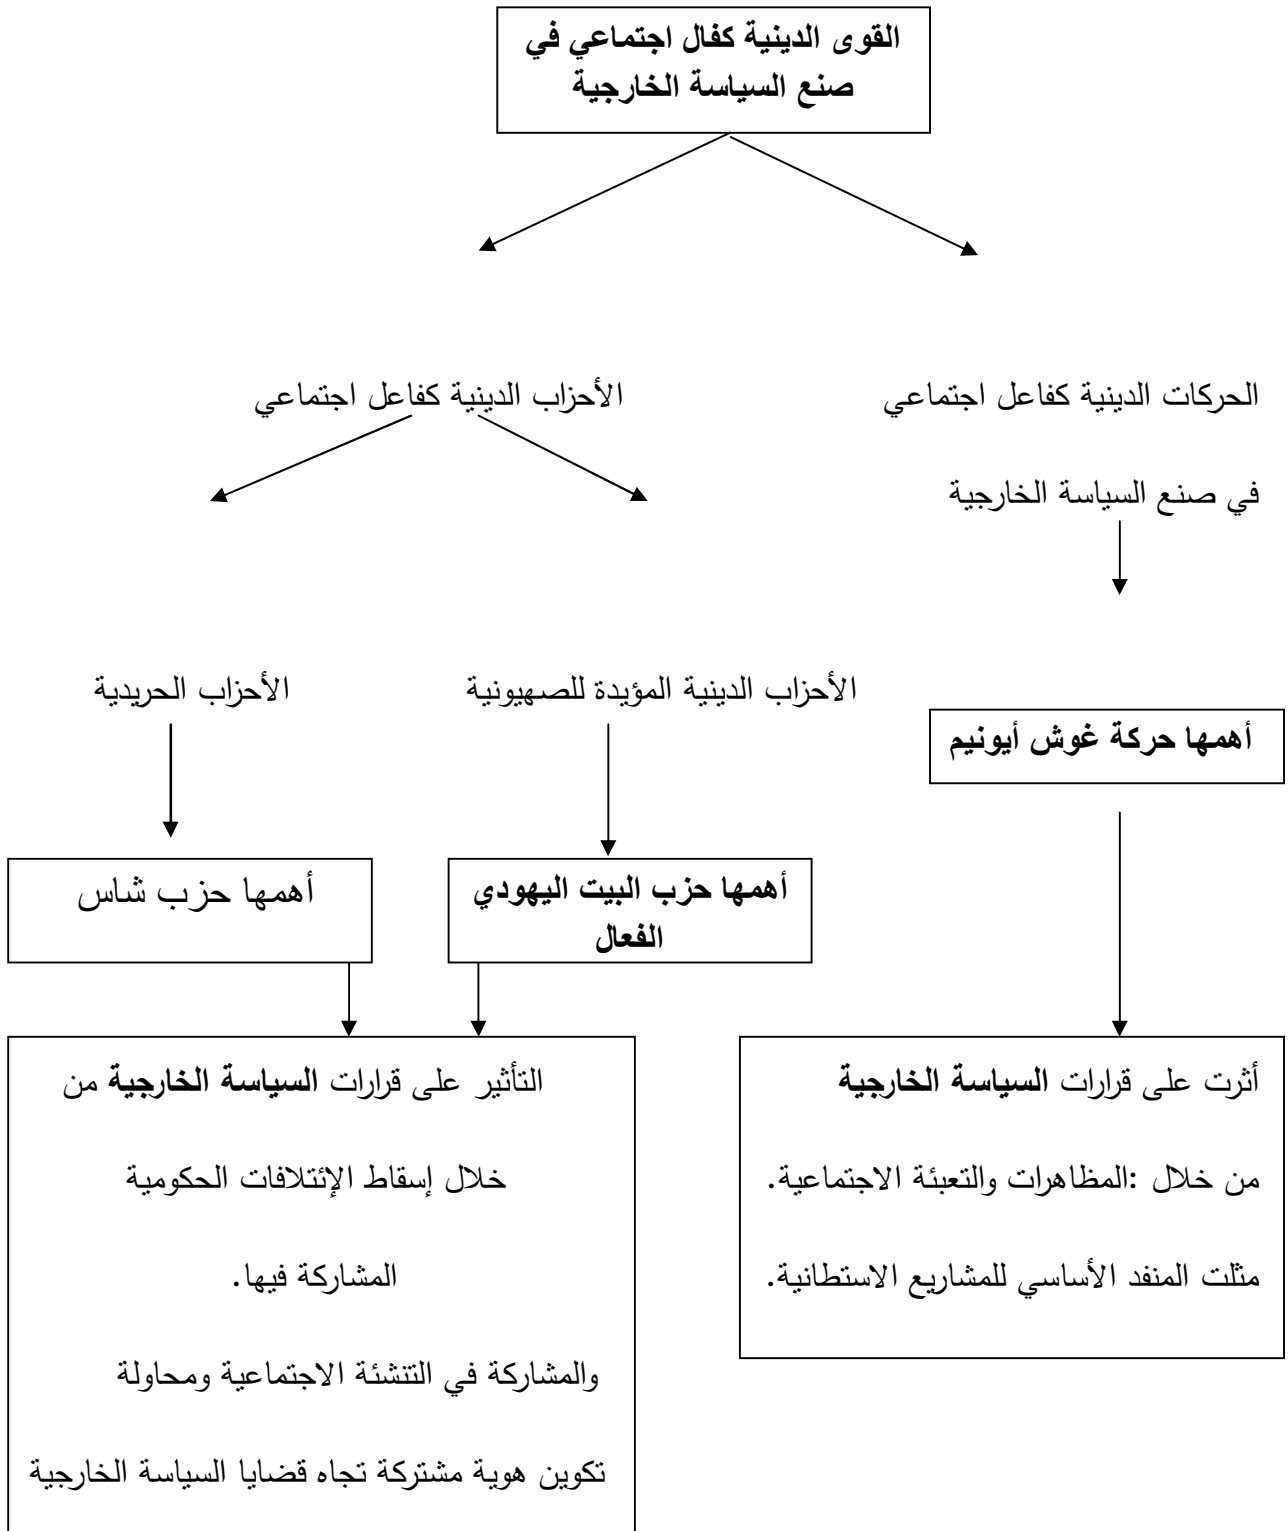 القوى الدينية كفال اجتماعي في
صنع السياسة الخارجية
الحركات الدينية كفاعل اجتماعي
في صنع السياسة الخارجية
الأحزاب الدينية كفاعل اجتماعي
أهمها حركة غوش أيونيم
الأحزاب الدينية المؤيدة للصهيونية
الأحزاب الحريدية
أهمها حزب البيت اليهودي
الفعال
أهمها حزب شاس
أثرت على قرارات السياسة الخارجية
من خلال :المظاهرات والتعبئة الاجتماعية.
مثلت المنفد الأساسي للمشاريع الاستطانية.
التأثير على قرارات السياسة الخارجية من
خلال إسقاط الإئتلافات الحكومية
المشاركة فيها.
والمشاركة في التنشئة الاجتماعية ومحاولة
تكوين هوية مشتركة تجاه قضايا السياسة الخارجية